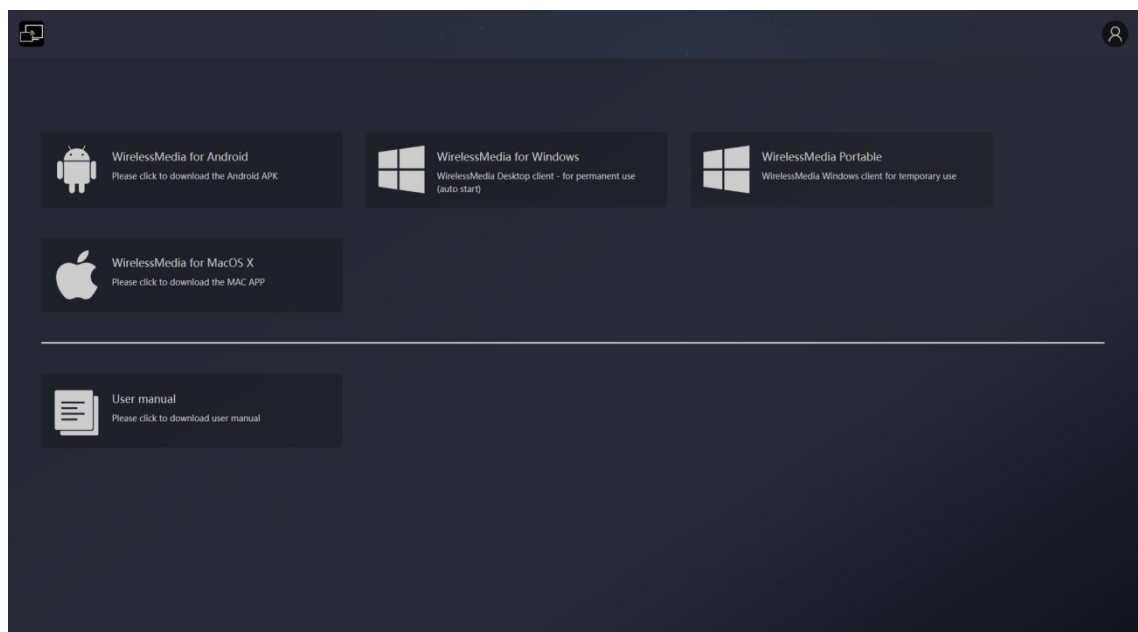 WirelessMedia for Android
Please click to download the Android APK
WirelessMedia for Windows
WirelessMedia Desktop client - for permanent use
(auto start)
WirelessMedia Portable
WirelessMedia Windows client for temporary use
WirelessMedia for MacOS X
Please click to download the MAC APP
User manual
Please click to download user manual